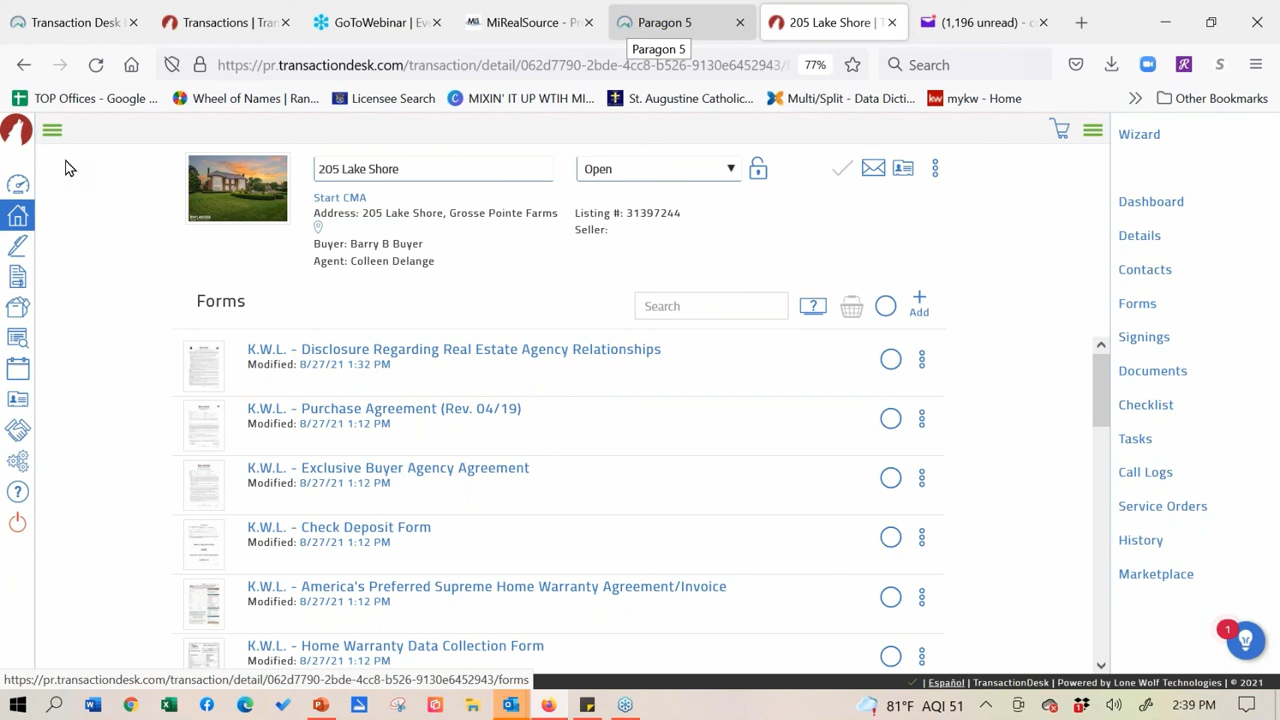 Transaction Desk
Transactions | Tran
GoToWebinar | Eve
MiRealSource - Pr
Paragon 5
205 Lake Shore | T
(1,196 unread) - c
Paragon 5
https://pr.transactiondesk.com/transaction/detail/062d7790-2bde-4cc8-b526-9130e6452943/f
77%
Search
TOP Offices - Google ...
Wheel of Names | Ran...
Licensee Search
MIXIN' IT UP WTIH MI...
St. Augustine Catholic...
Multi/Split - Data Dicti...
mykw - Home
Other Bookmarks
Wizard
205 Lake Shore
Open
Start CMA
Address: 205 Lake Shore, Grosse Pointe Farms
Listing #: 31397244
Seller:
Buyer: Barry B Buyer
Agent: Colleen Delange
Dashboard
Details
Contacts
Forms
Signings
Documents
Checklist
Tasks
Call Logs
Service Orders
History
Marketplace
Forms
Search
Add
K.W.L. - Disclosure Regarding Real Estate Agency Relationships
Modified: 8/27/21 1:32 PM
K.W.L. - Purchase Agreement (Rev. 04/19)
Modified: 8/27/21 1:12 PM
K.W.L. - Exclusive Buyer Agency Agreement
Modified: 8/27/21 1:12 PM
K.W.L. - Check Deposit Form
Modified: 8/27/21 1:12 PM
K.W.L. - America's Preferred Supreme Home Warranty Agreement/Invoice
Modified: 8/27/21 1:12 PM
K.W.L. - Home Warranty Data Collection Form
Modified: 8/27/21 1:12 PM
1
https://pr.transactiondesk.com/transaction/detail/062d7790-2bde-4cc8-b526-9130e6452943/forms
Español | TransactionDesk | Powered by Lone Wolf Technologies | © 2021
81°F AQI 51
2:39 PM